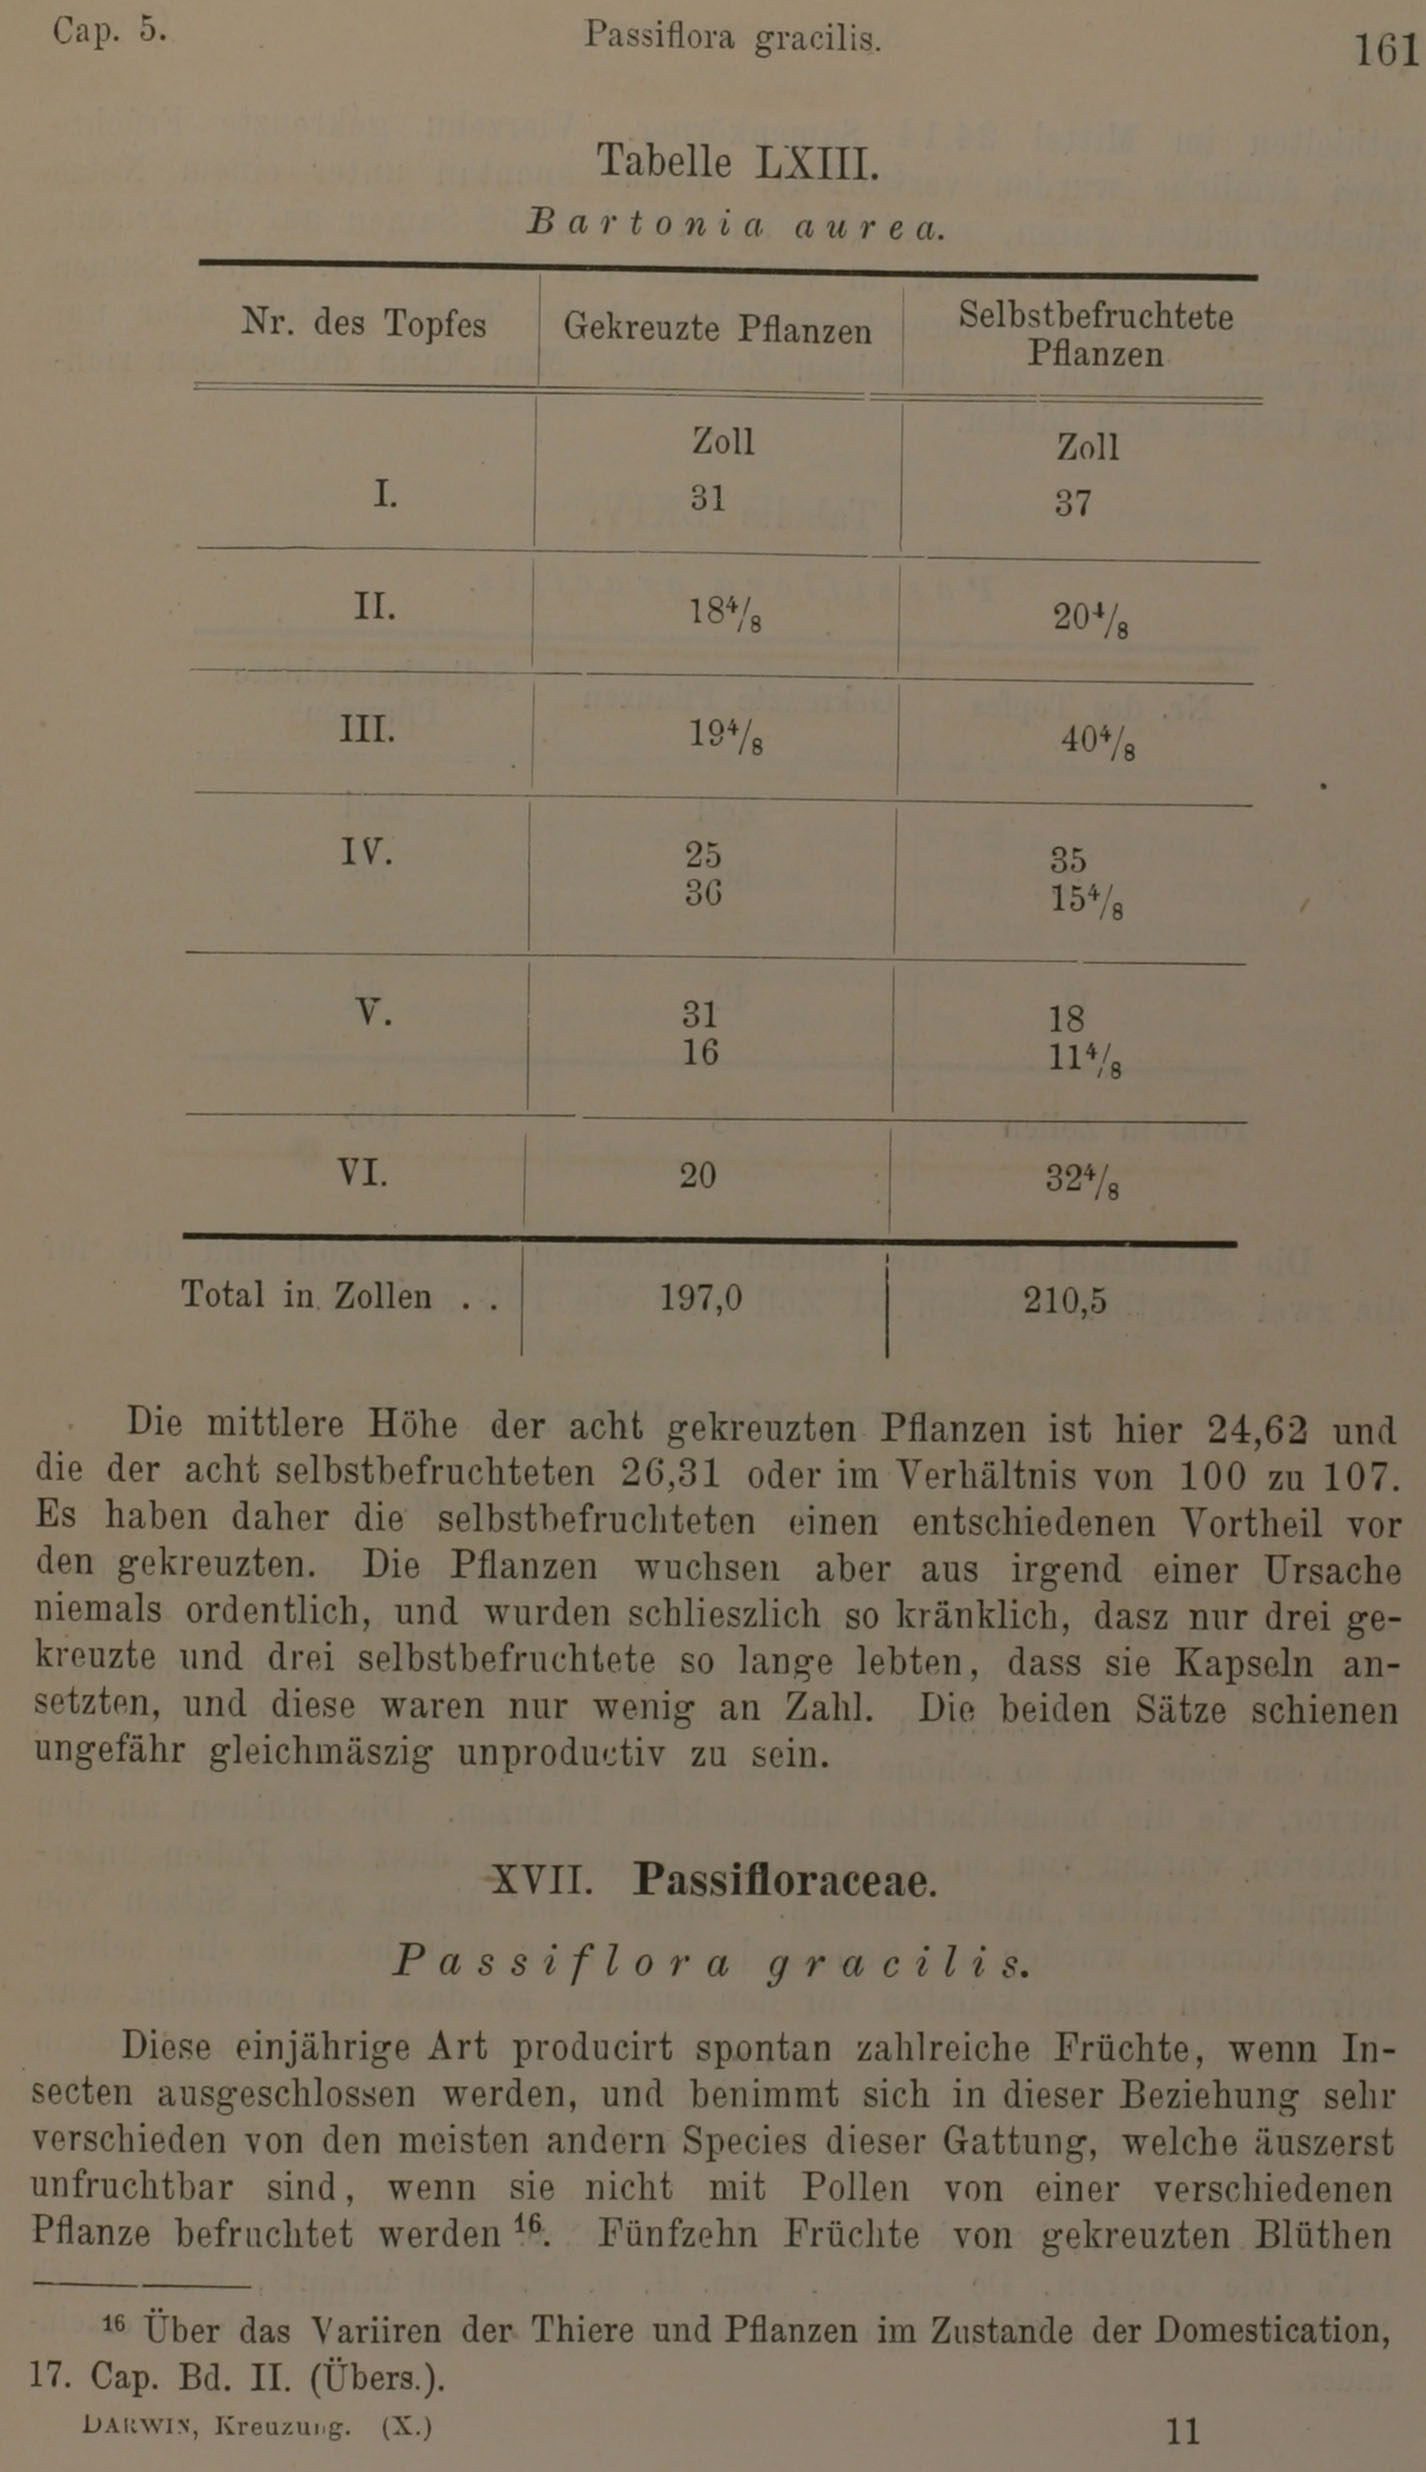 Cap. 5. Passiflora gracilis. 161
Tabelle LXIII.
Bartonia aurea.
Nr. des Topfes Gekreuzte Pflanzen Selbstbefruchtete
Pflanzen
Zoll Zoll
I. 31 37
II. 18⁴/₈ 20⁴/₈
III. 19⁴/₈ 40⁴/₈
IV. 25 35
36 15⁴/₈
V. 31 18
16 11⁴/₈
VI. 20 32⁴/₈
Total in Zollen . . 197,0 210,5
Die mittlere Höhe der acht gekreuzten Pflanzen ist hier 24,62 und
die der acht selbstbefruchteten 26,31 oder im Verhältnis von 100 zu 107.
Es haben daher die selbstbefruchteten einen entschiedenen Vortheil vor
den gekreuzten. Die Pflanzen wuchsen aber aus irgend einer Ursache
niemals ordentlich, und wurden schlieszlich so kränklich, dasz nur drei ge-
kreuzte und drei selbstbefruchtete so lange lebten, dass sie Kapseln an-
setzten, und diese waren nur wenig an Zahl. Die beiden Sätze schienen
ungefähr gleichmäszig unproductiv zu sein.
XVII. Passifloraceae.
Passiflora gracilis.
Diese einjährige Art producirt spontan zahlreiche Früchte, wenn In-
secten ausgeschlossen werden, und benimmt sich in dieser Beziehung sehr
verschieden von den meisten andern Species dieser Gattung, welche äuszerst
unfruchtbar sind, wenn sie nicht mit Pollen von einer verschiedenen
Pflanze befruchtet werden ¹⁶. Fünfzehn Früchte von gekreuzten Blüthen
¹⁶ Über das Variiren der Thiere und Pflanzen im Zustande der Domestication,
17. Cap. Bd. II. (Übers.).
DARWIN, Kreuzung. (X.) 11